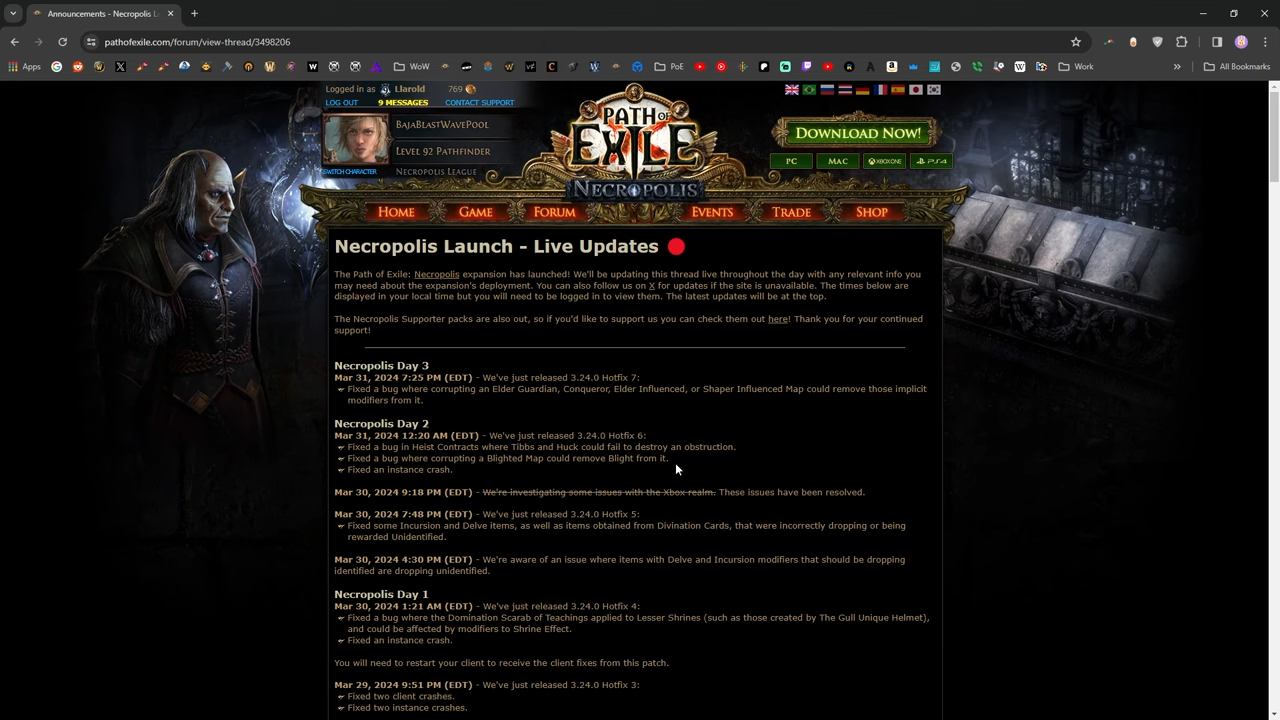 Announcements - Necropolis L
pathofexile.com/forum/view-thread/3498206
Apps
WoW
PoE
Work
All Bookmarks
Logged in as Llarold 769
LOG OUT 9 MESSAGES CONTACT SUPPORT
BajaBlastWavePool
Level 92 Pathfinder
SWITCH CHARACTER
Necropolis League
PATH OF EXILE
NECROPOLIS
Download Now!
PC
Mac
XBOX ONE
PS4
Home
Game
Forum
Events
Trade
Shop
Necropolis Launch - Live Updates
The Path of Exile: Necropolis expansion has launched! We'll be updating this thread live throughout the day with any relevant info you
may need about the expansion's deployment. You can also follow us on X for updates if the site is unavailable. The times below are
displayed in your local time but you will need to be logged in to view them. The latest updates will be at the top.
The Necropolis Supporter packs are also out, so if you'd like to support us you can check them out here! Thank you for your continued
support!
Necropolis Day 3
Mar 31, 2024 7:25 PM (EDT) - We've just released 3.24.0 Hotfix 7:
Fixed a bug where corrupting an Elder Guardian, Conqueror, Elder Influenced, or Shaper Influenced Map could remove those implicit
modifiers from it.
Necropolis Day 2
Mar 31, 2024 12:20 AM (EDT) - We've just released 3.24.0 Hotfix 6:
Fixed a bug in Heist Contracts where Tibbs and Huck could fail to destroy an obstruction.
Fixed a bug where corrupting a Blighted Map could remove Blight from it.
Fixed an instance crash.
Mar 30, 2024 9:18 PM (EDT) - We're investigating some issues with the Xbox realm. These issues have been resolved.
Mar 30, 2024 7:48 PM (EDT) - We've just released 3.24.0 Hotfix 5:
Fixed some Incursion and Delve items, as well as items obtained from Divination Cards, that were incorrectly dropping or being
rewarded Unidentified.
Mar 30, 2024 4:30 PM (EDT) - We're aware of an issue where items with Delve and Incursion modifiers that should be dropping
identified are dropping unidentified.
Necropolis Day 1
Mar 30, 2024 1:21 AM (EDT) - We've just released 3.24.0 Hotfix 4:
Fixed a bug where the Domination Scarab of Teachings applied to Lesser Shrines (such as those created by The Gull Unique Helmet),
and could be affected by modifiers to Shrine Effect.
Fixed an instance crash.
You will need to restart your client to receive the client fixes from this patch.
Mar 29, 2024 9:51 PM (EDT) - We've just released 3.24.0 Hotfix 3:
Fixed two client crashes.
Fixed two instance crashes.